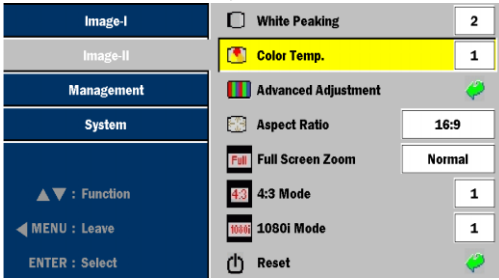 Image-I
Image-II
Management
System
▲▼ : Function
◀ MENU : Leave
ENTER : Select
White Peaking 2
Color Temp. 1
Advanced Adjustment
Aspect Ratio 16:9
Full Full Screen Zoom Normal
4:3 4:3 Mode 1
1080i 1080i Mode 1
Reset